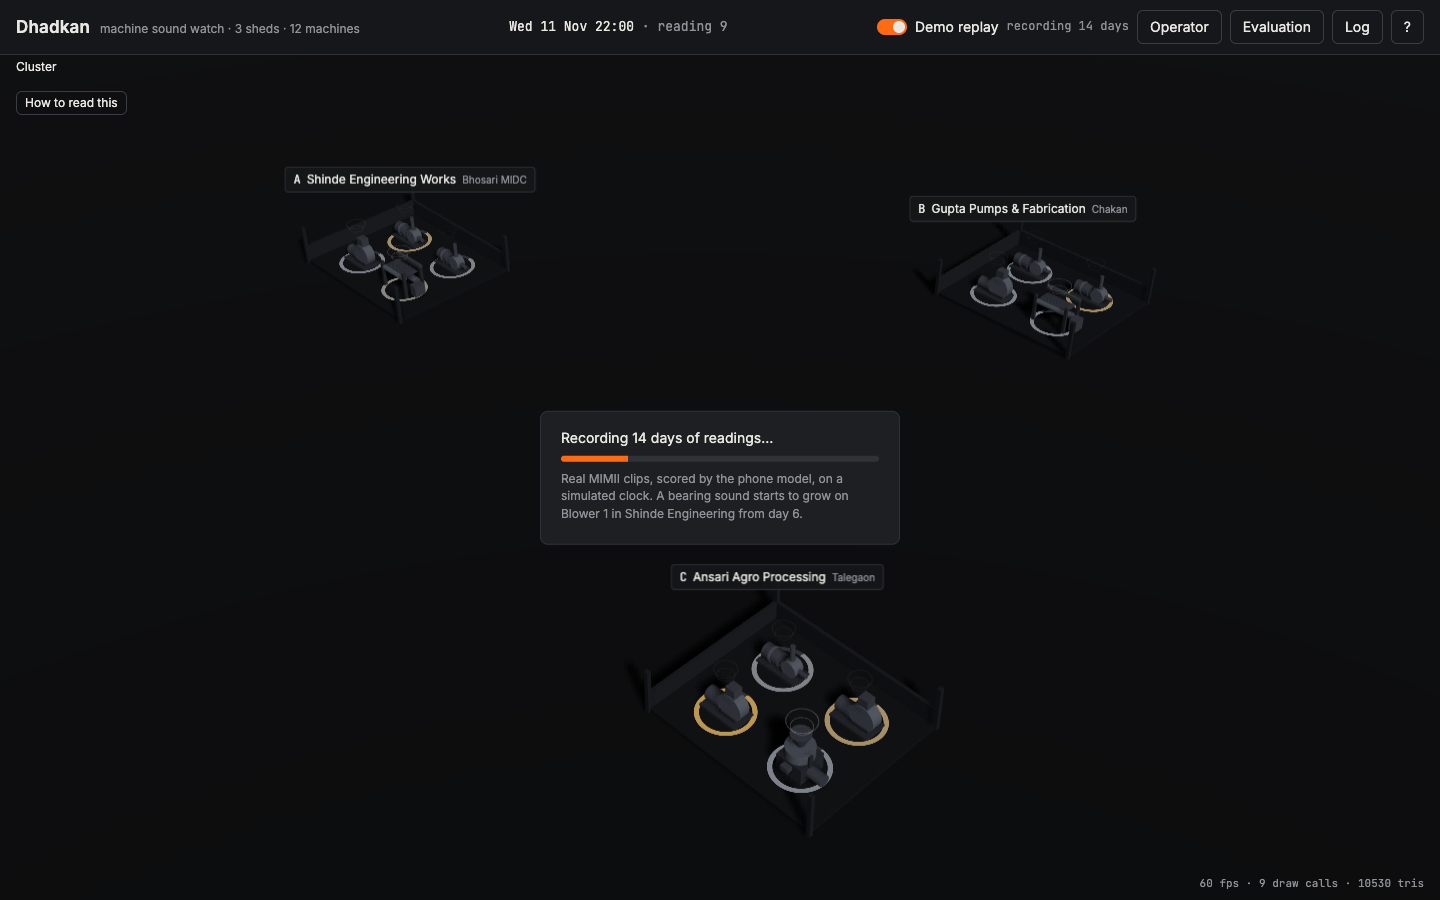 Dhadkan machine sound watch · 3 sheds · 12 machines
Wed 11 Nov 22:00 · reading 9
Demo replay recording 14 days
Operator
Evaluation
Log
?
Cluster
How to read this
A Shinde Engineering Works Bhosari MIDC
B Gupta Pumps & Fabrication Chakan
Recording 14 days of readings...
Real MIMII clips, scored by the phone model, on a
simulated clock. A bearing sound starts to grow on
Blower 1 in Shinde Engineering from day 6.
C Ansari Agro Processing Talegaon
60 fps · 9 draw calls · 10530 tris